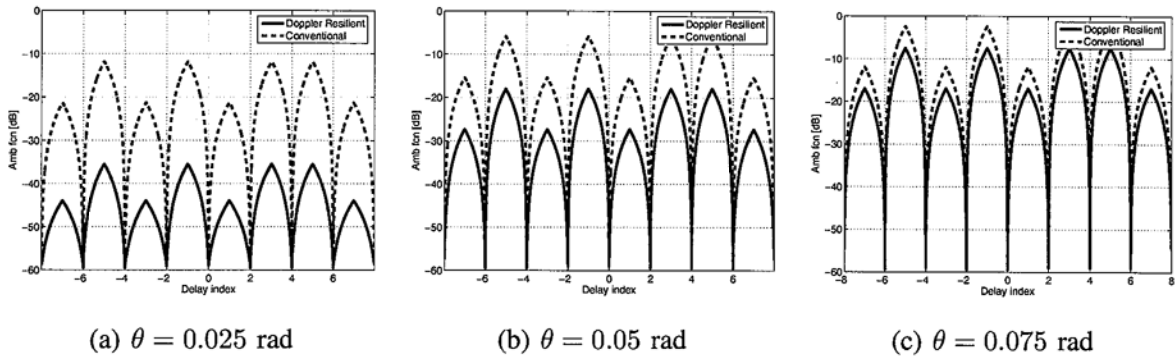 0
−10
−20
−30
−40
−50
−60
Amb fcn [dB]
−6 −4 −2 0 2 4 6
Delay index
Doppler Resilient
Conventional
(a) θ = 0.025 rad
0
−10
−20
−30
−40
−50
−60
Amb fcn [dB]
−6 −4 −2 0 2 4 6
Delay index
Doppler Resilient
Conventional
(b) θ = 0.05 rad
0
−10
−20
−30
−40
−50
−60
Amb fcn [dB]
−8 −6 −4 −2 0 2 4 6 8
Delay index
Doppler Resilient
Conventional
(c) θ = 0.075 rad